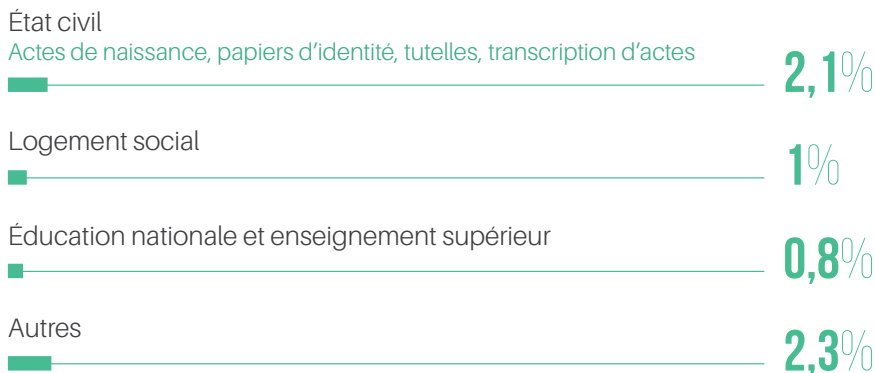 État civil
Actes de naissance, papiers d’identité, tutelles, transcription d’actes
2,1%
Logement social
1%
Éducation nationale et enseignement supérieur
0,8%
Autres
2,3%